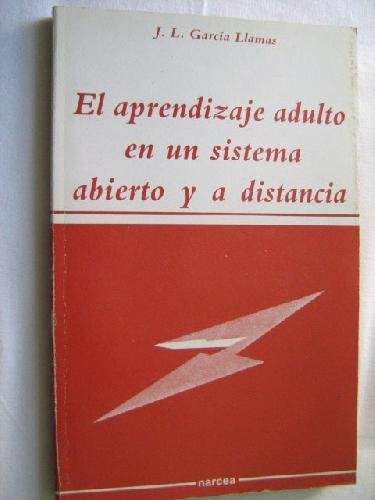 J. L. García Llamas
El aprendizaje adulto
en un sistema
abierto y a distancia
narcea